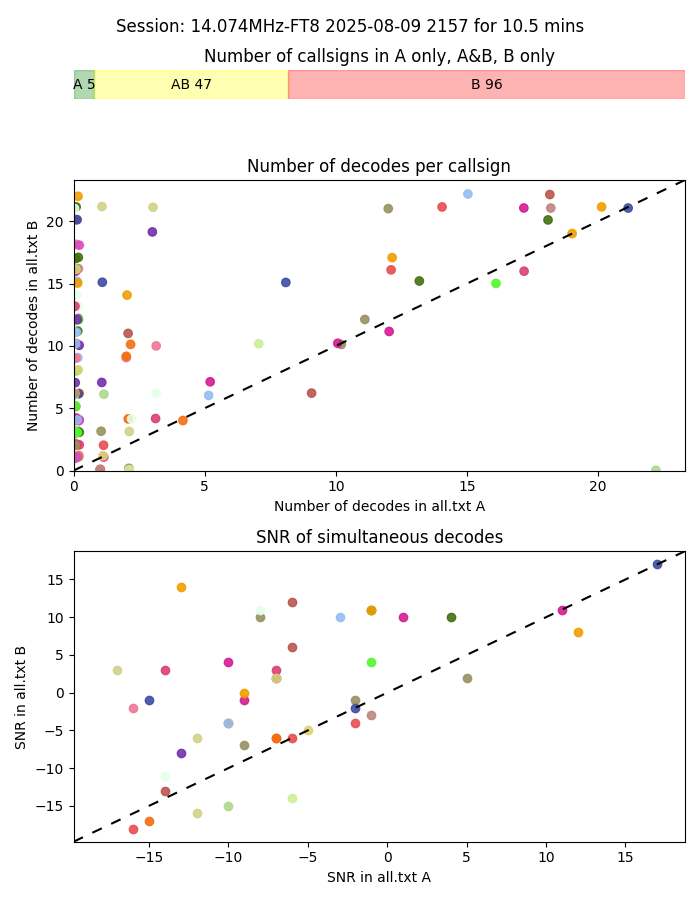 Session: 14.074MHz-FT8 2025-08-09 2157 for 10.5 mins
Number of callsigns in A only, A&B, B only
A 5 AB 47 B 96
Number of decodes per callsign
20
15
10
5
0
Number of decodes in all.txt B
0 5 10 15 20
Number of decodes in all.txt A
SNR of simultaneous decodes
15
10
5
0
−5
−10
−15
SNR in all.txt B
−15 −10 −5 0 5 10 15
SNR in all.txt A